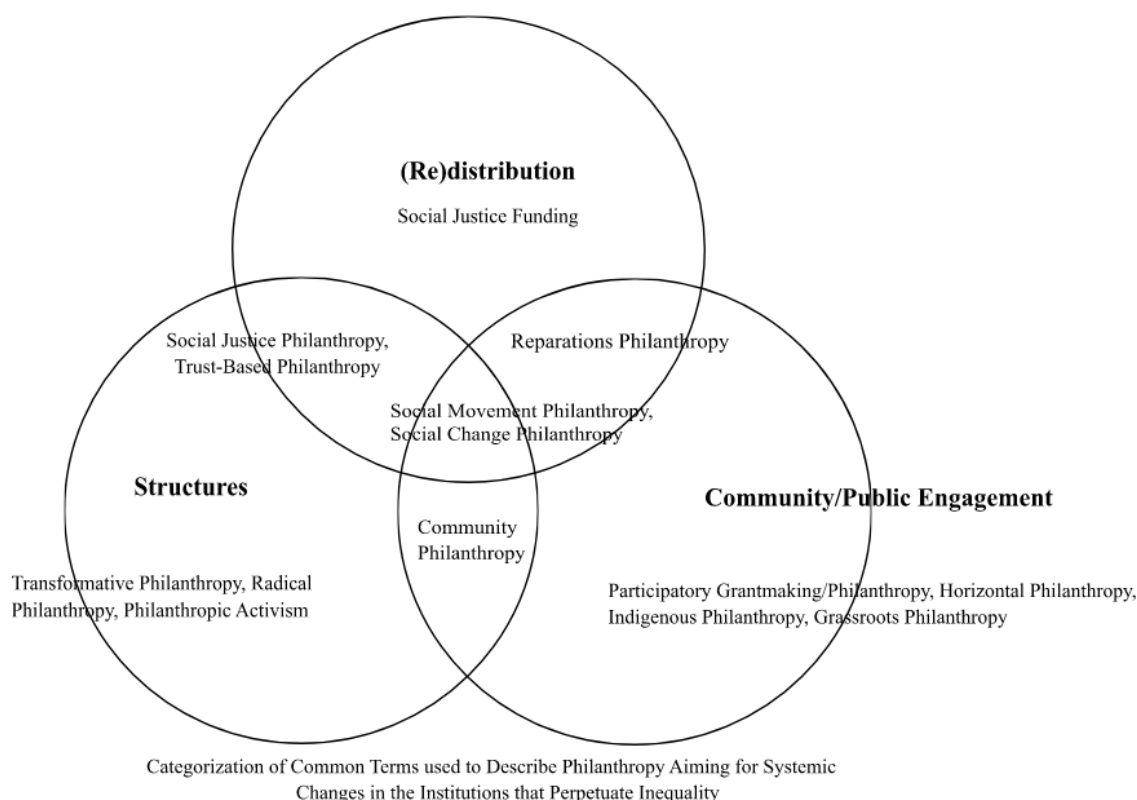 (Re)distribution
Social Justice Funding
Social Justice Philanthropy,
Trust-Based Philanthropy
Reparations Philanthropy
Social Movement Philanthropy,
Social Change Philanthropy
Structures
Community/Public Engagement
Community
Philanthropy
Transformative Philanthropy, Radical
Philanthropy, Philanthropic Activism
Participatory Grantmaking/Philanthropy, Horizontal Philanthropy,
Indigenous Philanthropy, Grassroots Philanthropy
Categorization of Common Terms used to Describe Philanthropy Aiming for Systemic
Changes in the Institutions that Perpetuate Inequality